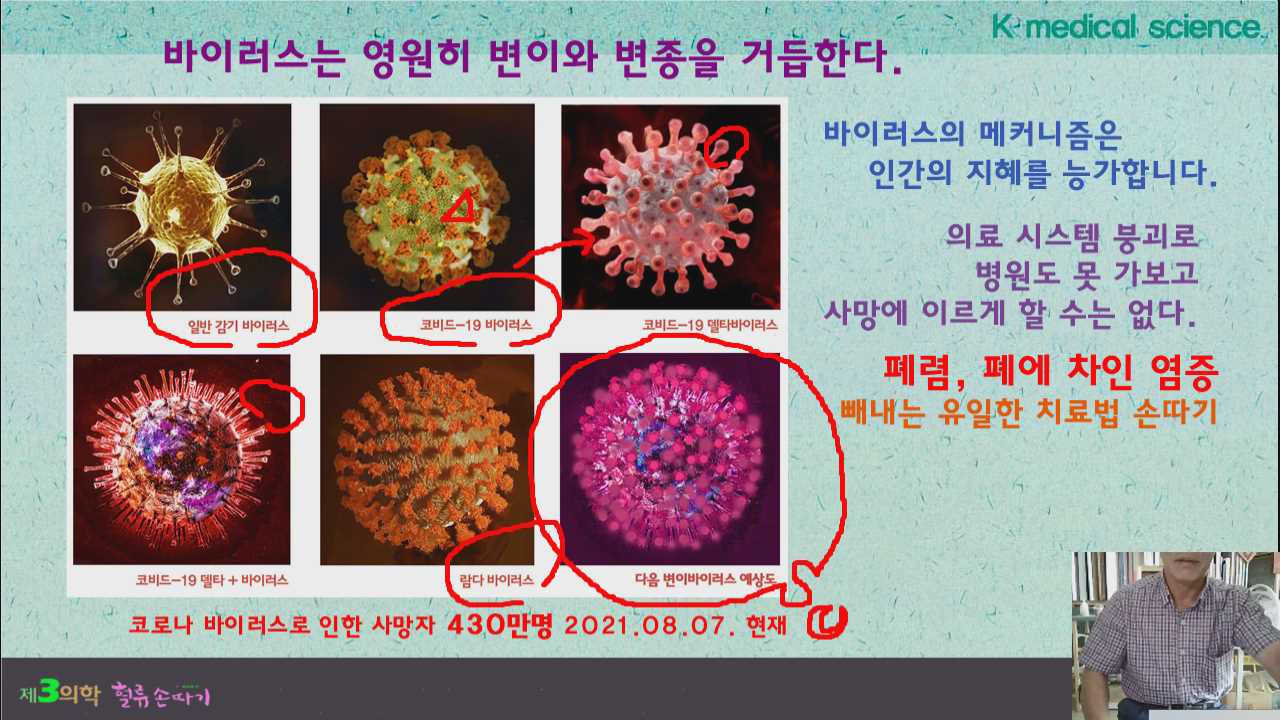 K medical science
바이러스는 영원히 변이와 변종을 거듭한다.
일반 감기 바이러스
코비드-19 바이러스
코비드-19 델타바이러스
코비드-19 델타 + 바이러스
람다 바이러스
다음 변이바이러스 예상도
코로나 바이러스로 인한 사망자 430만명 2021.08.07. 현재
바이러스의 메커니즘은
인간의 지혜를 능가합니다.
의료 시스템 붕괴로
병원도 못 가보고
사망에 이르게 할 수는 없다.
폐렴, 폐에 차인 염증
빼내는 유일한 치료법 손따기
제3의학 혈류 손따기